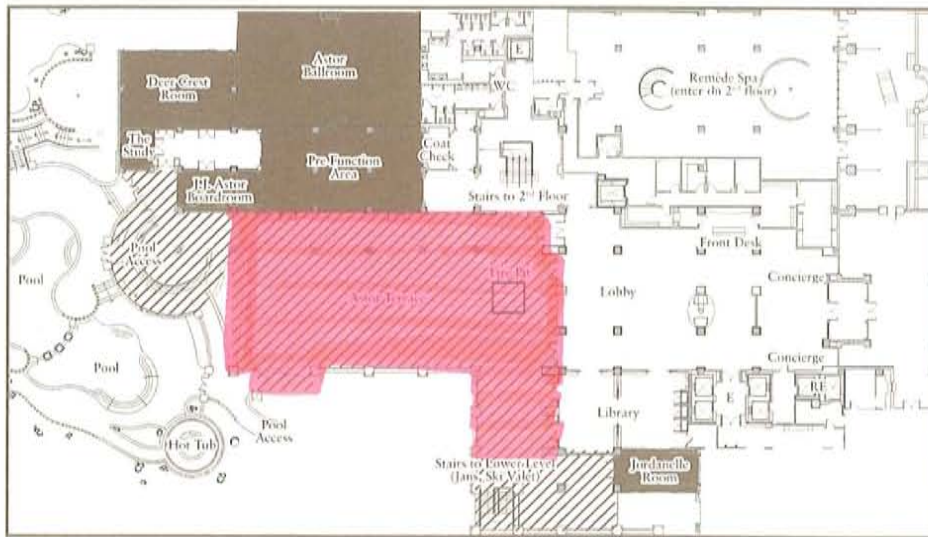 Astor
Ballroom
E
WC
Remède Spa
(enter on 2nd floor)
Deer Crest
Room
The
Study
Coat
Check
Pre Function
Area
J.J. Astor
Boardroom
Stairs to 2nd Floor
Front Desk
Pool
Access
Pool
Fire Pit
Astor Terrace
Lobby
Concierge
Pool
Concierge
E
RE
Library
Pool
Access
Hot Tub
Stairs to Lower Level
(Jans, Ski Valet)
Jordanelle
Room